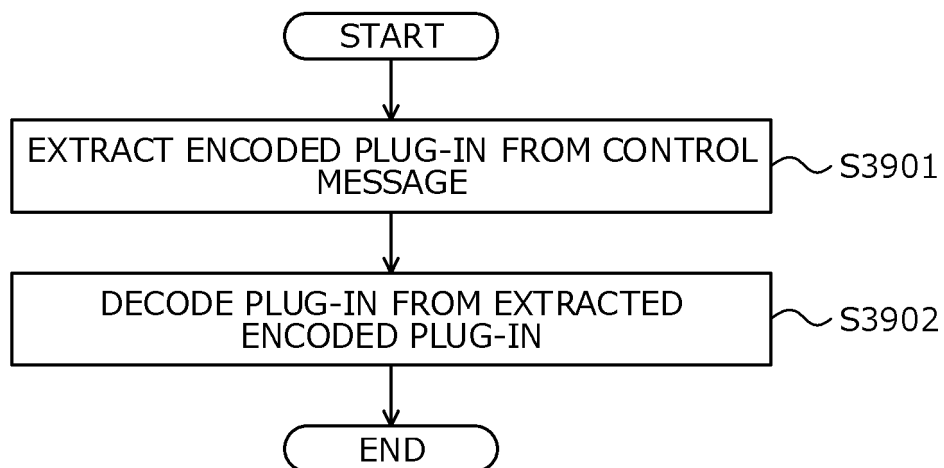 START
EXTRACT ENCODED PLUG-IN FROM CONTROL
MESSAGE
S3901
DECODE PLUG-IN FROM EXTRACTED
ENCODED PLUG-IN
S3902
END